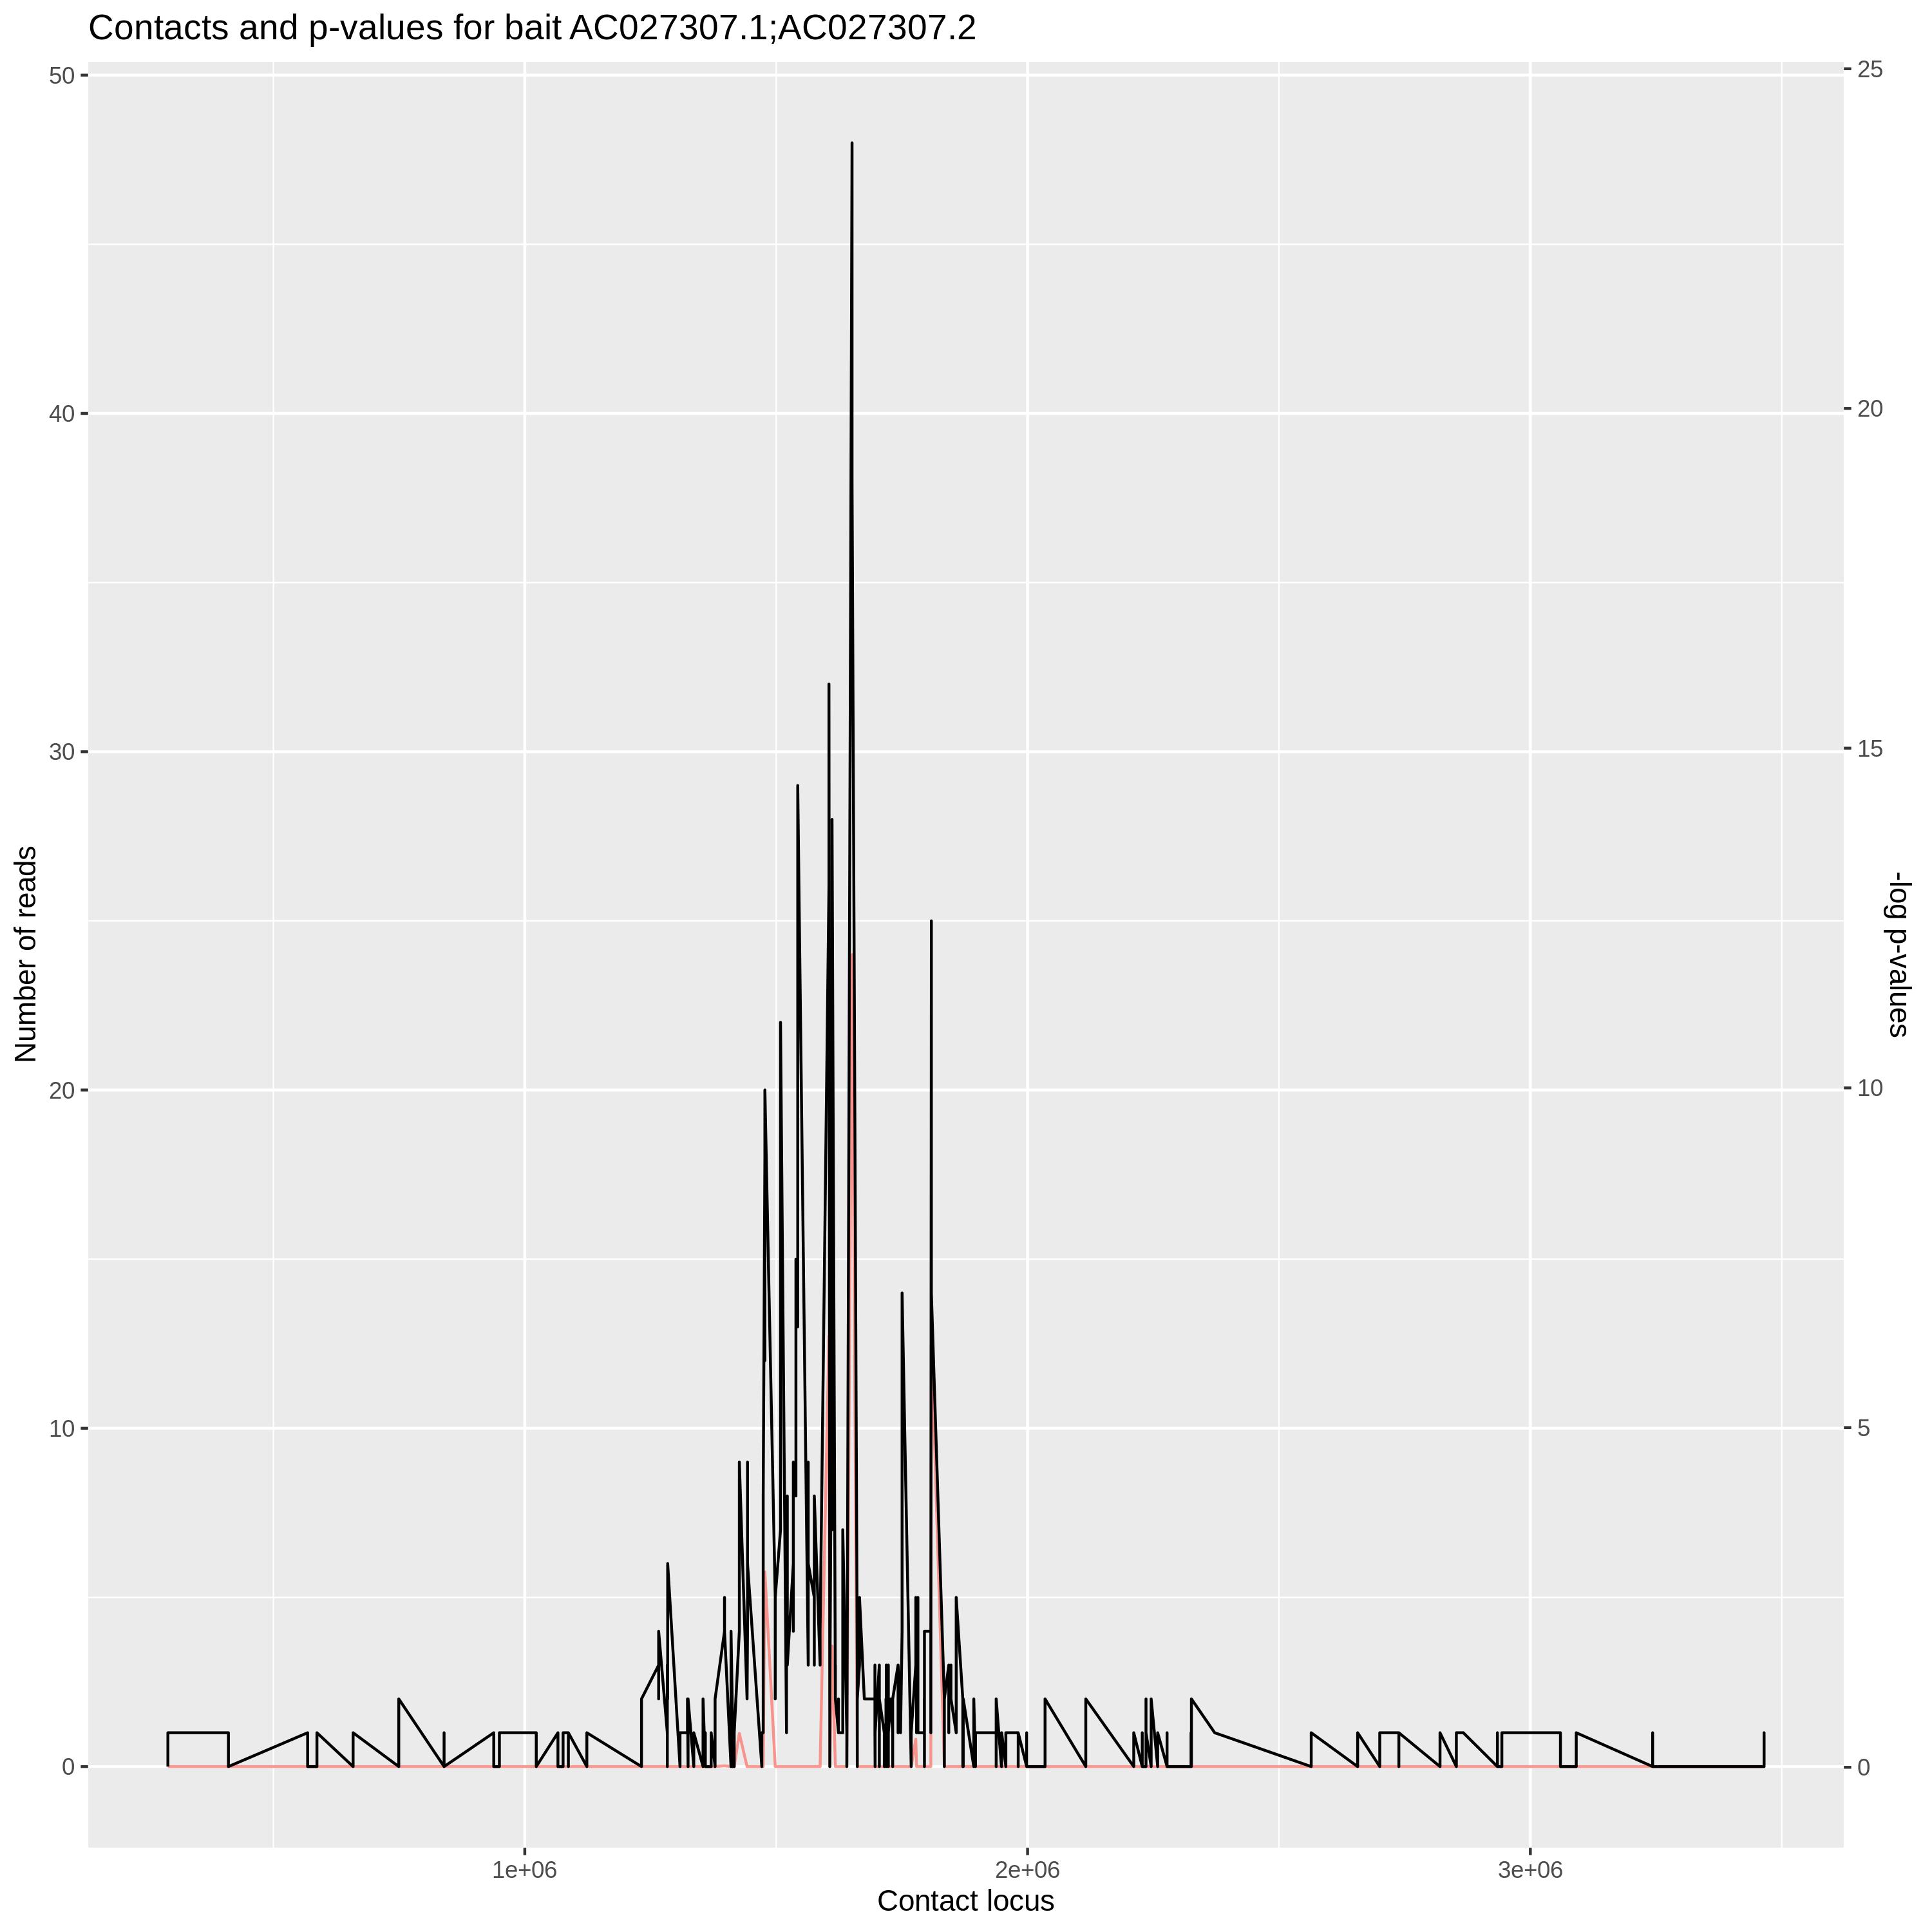 Contacts and p-values for bait AC027307.1;AC027307.2
50
40
30
20
10
0
Number of reads
25
20
15
10
5
0
-log p-values
1e+06
2e+06
3e+06
Contact locus